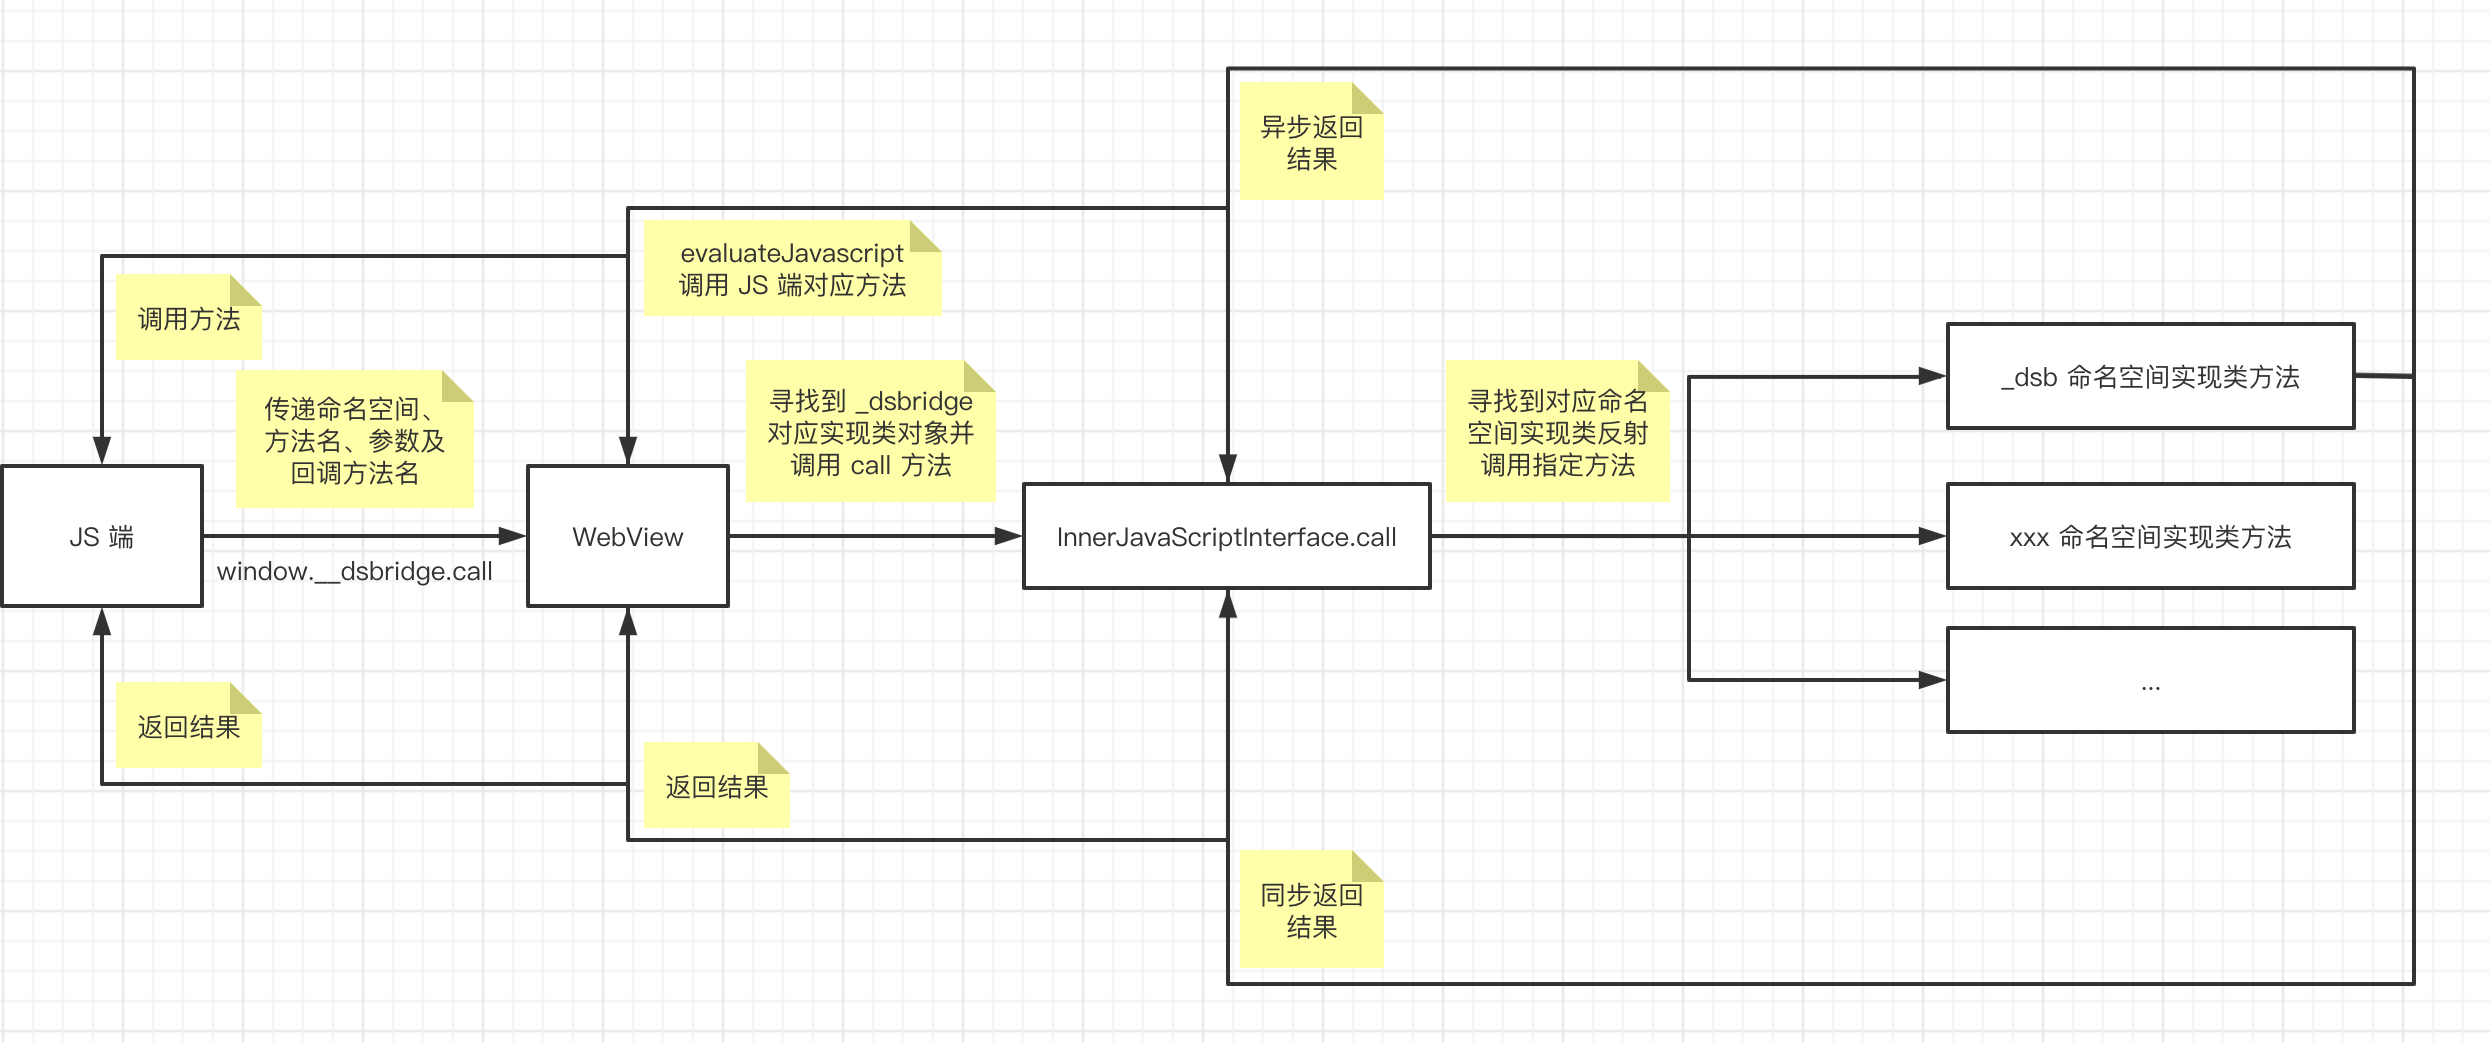 异步返回
结果
evaluateJavascript
调用 JS 端对应方法
调用方法
传递命名空间、
方法名、参数及
回调方法名
寻找到 _dsbridge
对应实现类对象并
调用 call 方法
寻找到对应命名
空间实现类反射
调用指定方法
_dsb 命名空间实现类方法
JS 端
window.__dsbridge.call
WebView
InnerJavaScriptInterface.call
xxx 命名空间实现类方法
...
返回结果
返回结果
同步返回
结果